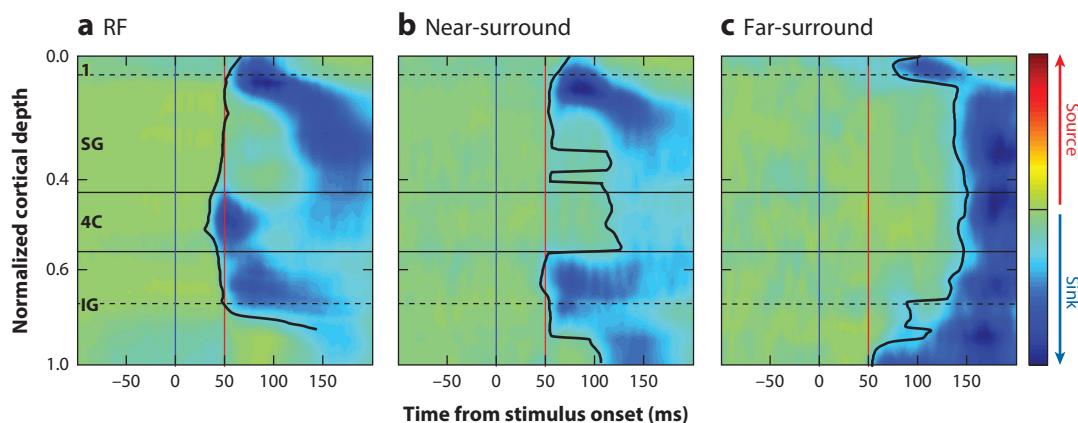 a RF
b Near-surround
c Far-surround
Normalized cortical depth
0.0
0.4
0.6
1.0
1
SG
4C
IG
−50 0 50 100 150
−50 0 50 100 150
−50 0 50 100 150
Time from stimulus onset (ms)
Source
Sink